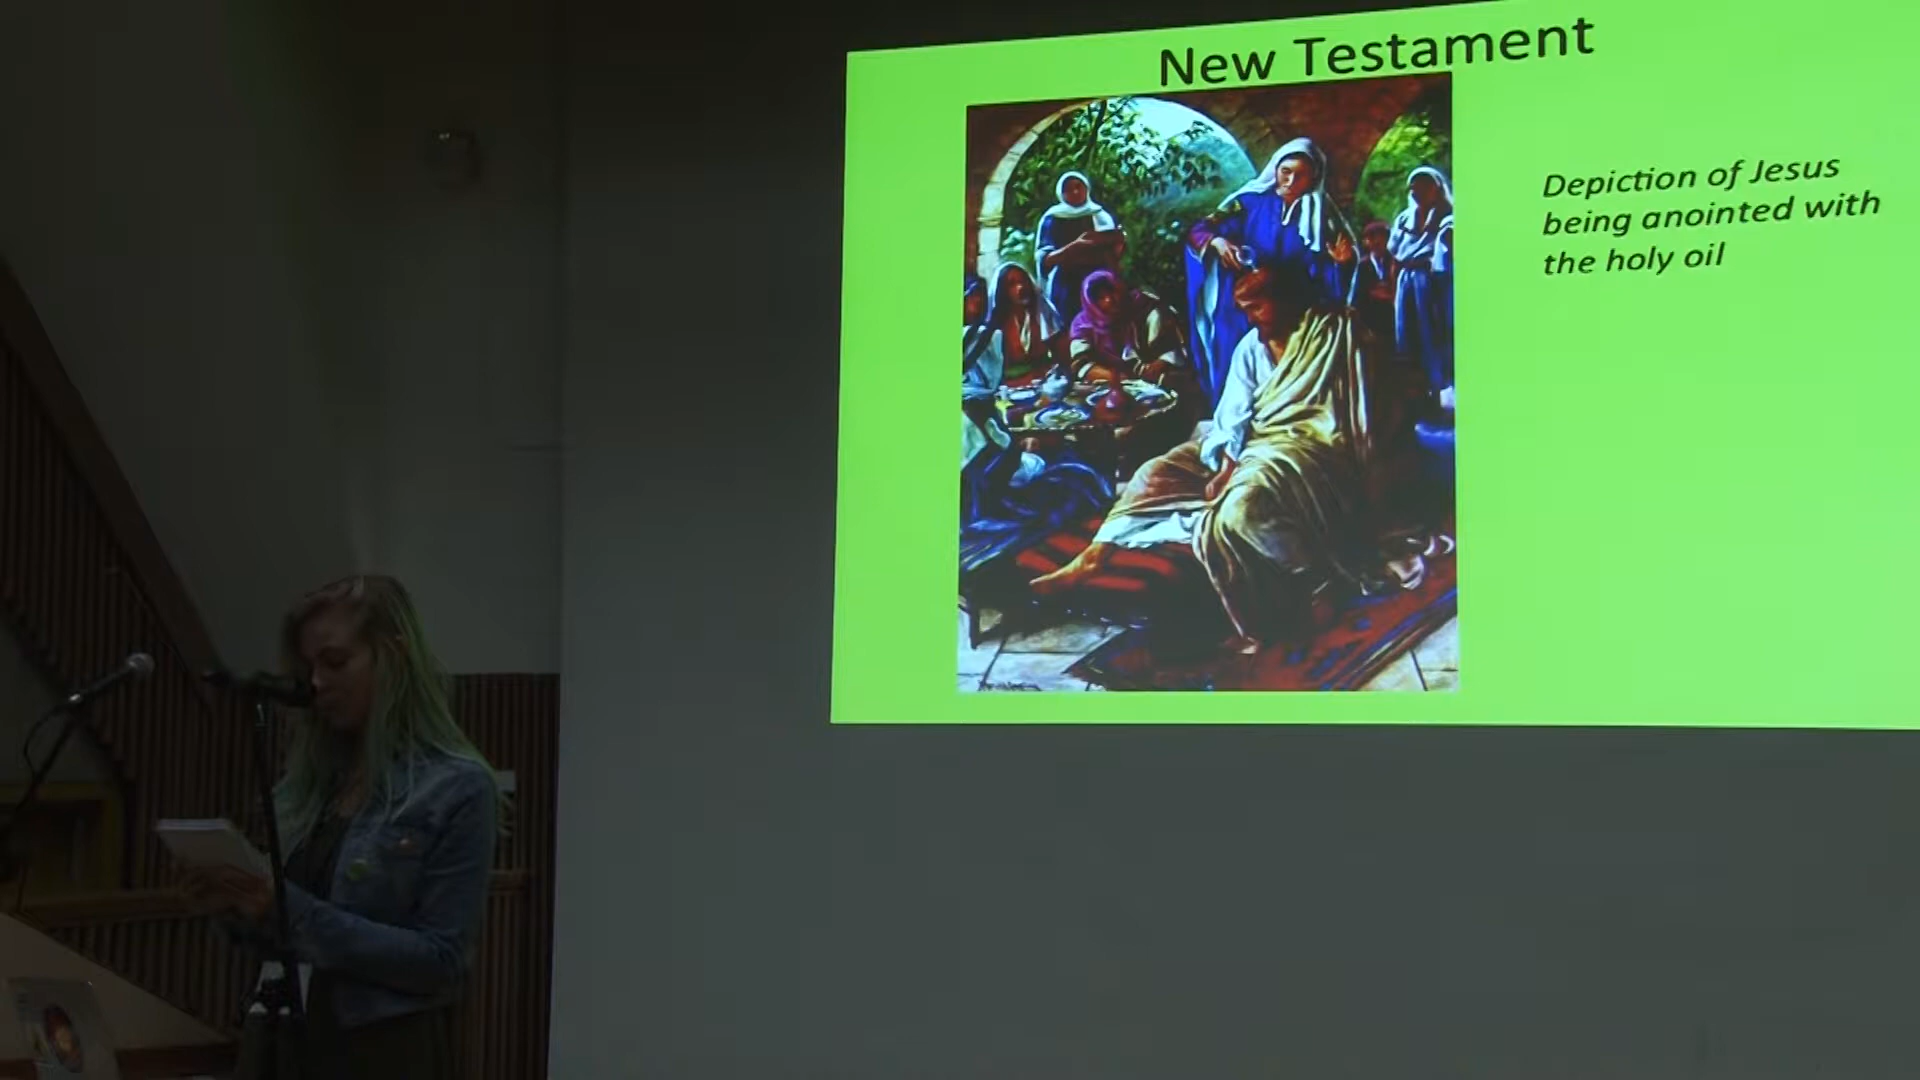 New Testament
Depiction of Jesus
being anointed with
the holy oil